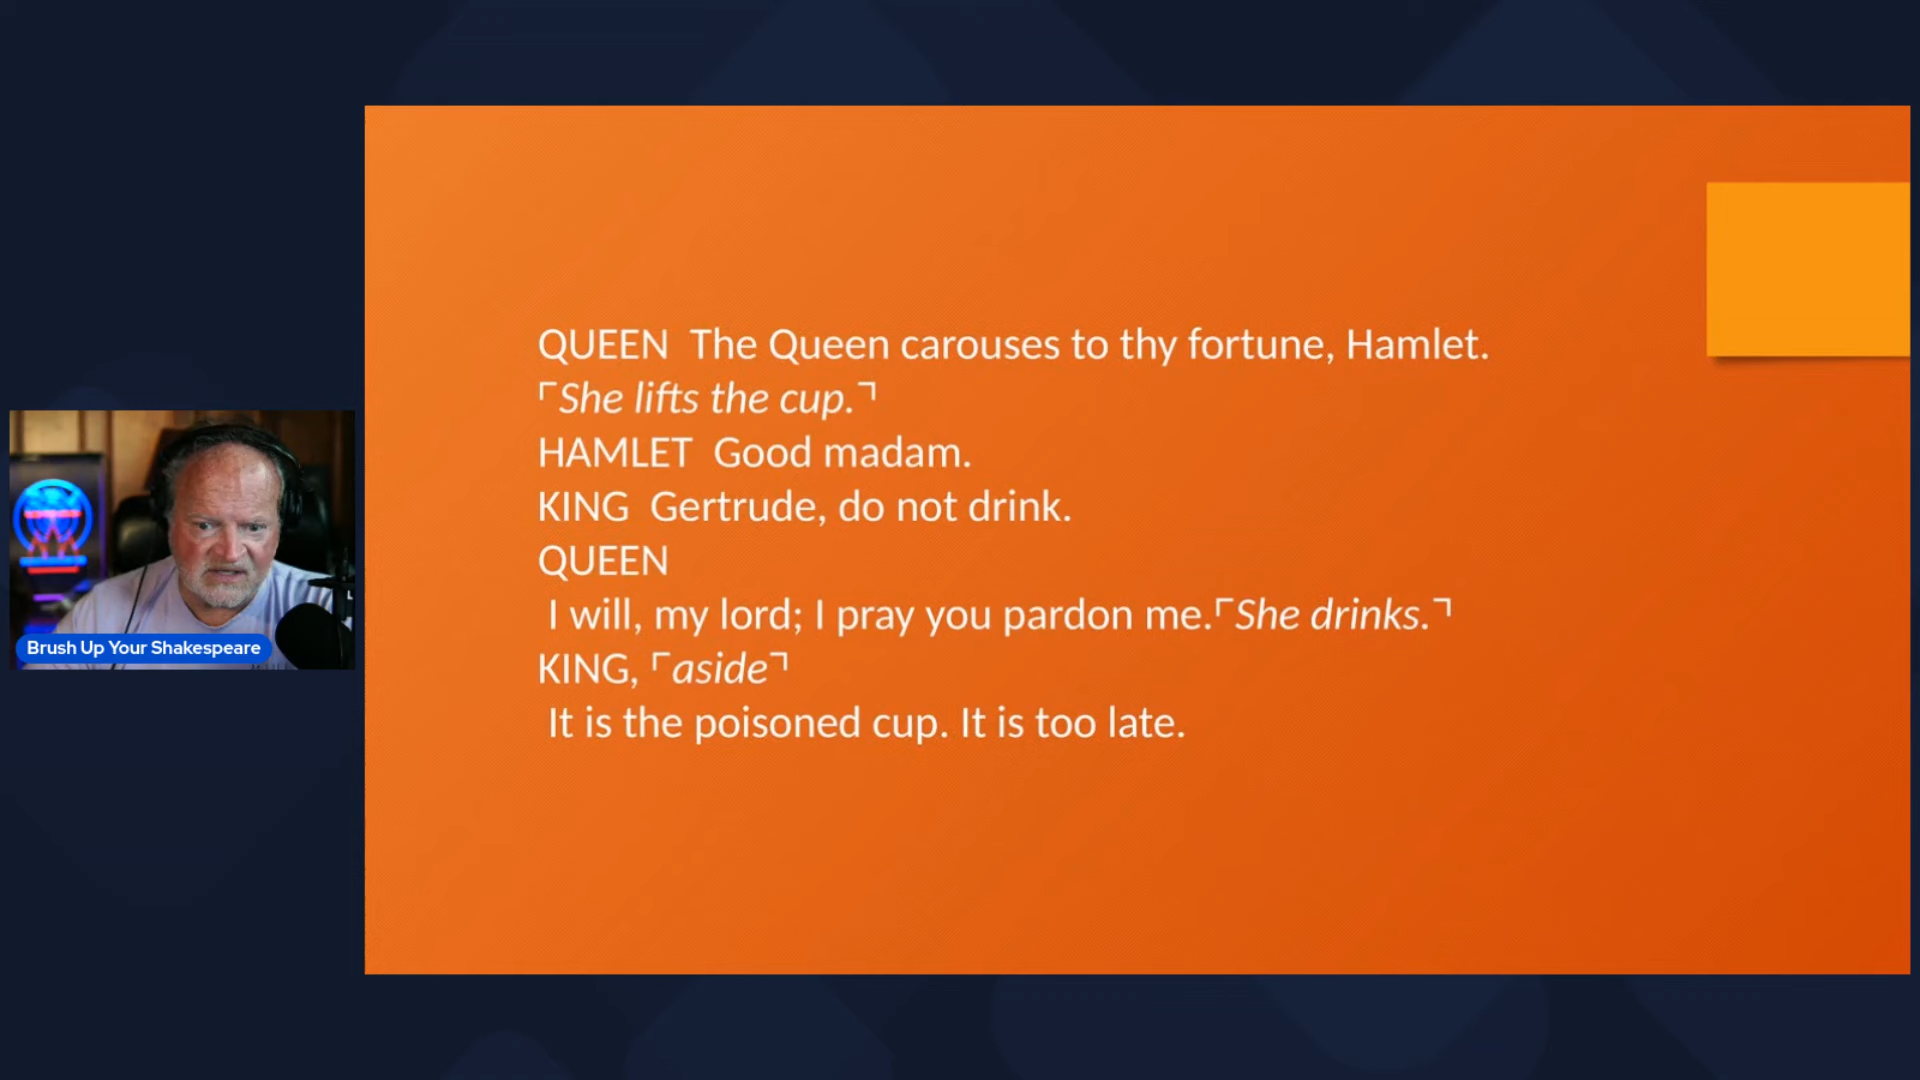 QUEEN  The Queen carouses to thy fortune, Hamlet.
⌜She lifts the cup.⌝
HAMLET  Good madam.
KING  Gertrude, do not drink.
QUEEN
I will, my lord; I pray you pardon me.⌜She drinks.⌝
KING, ⌜aside⌝
It is the poisoned cup. It is too late.
Brush Up Your Shakespeare